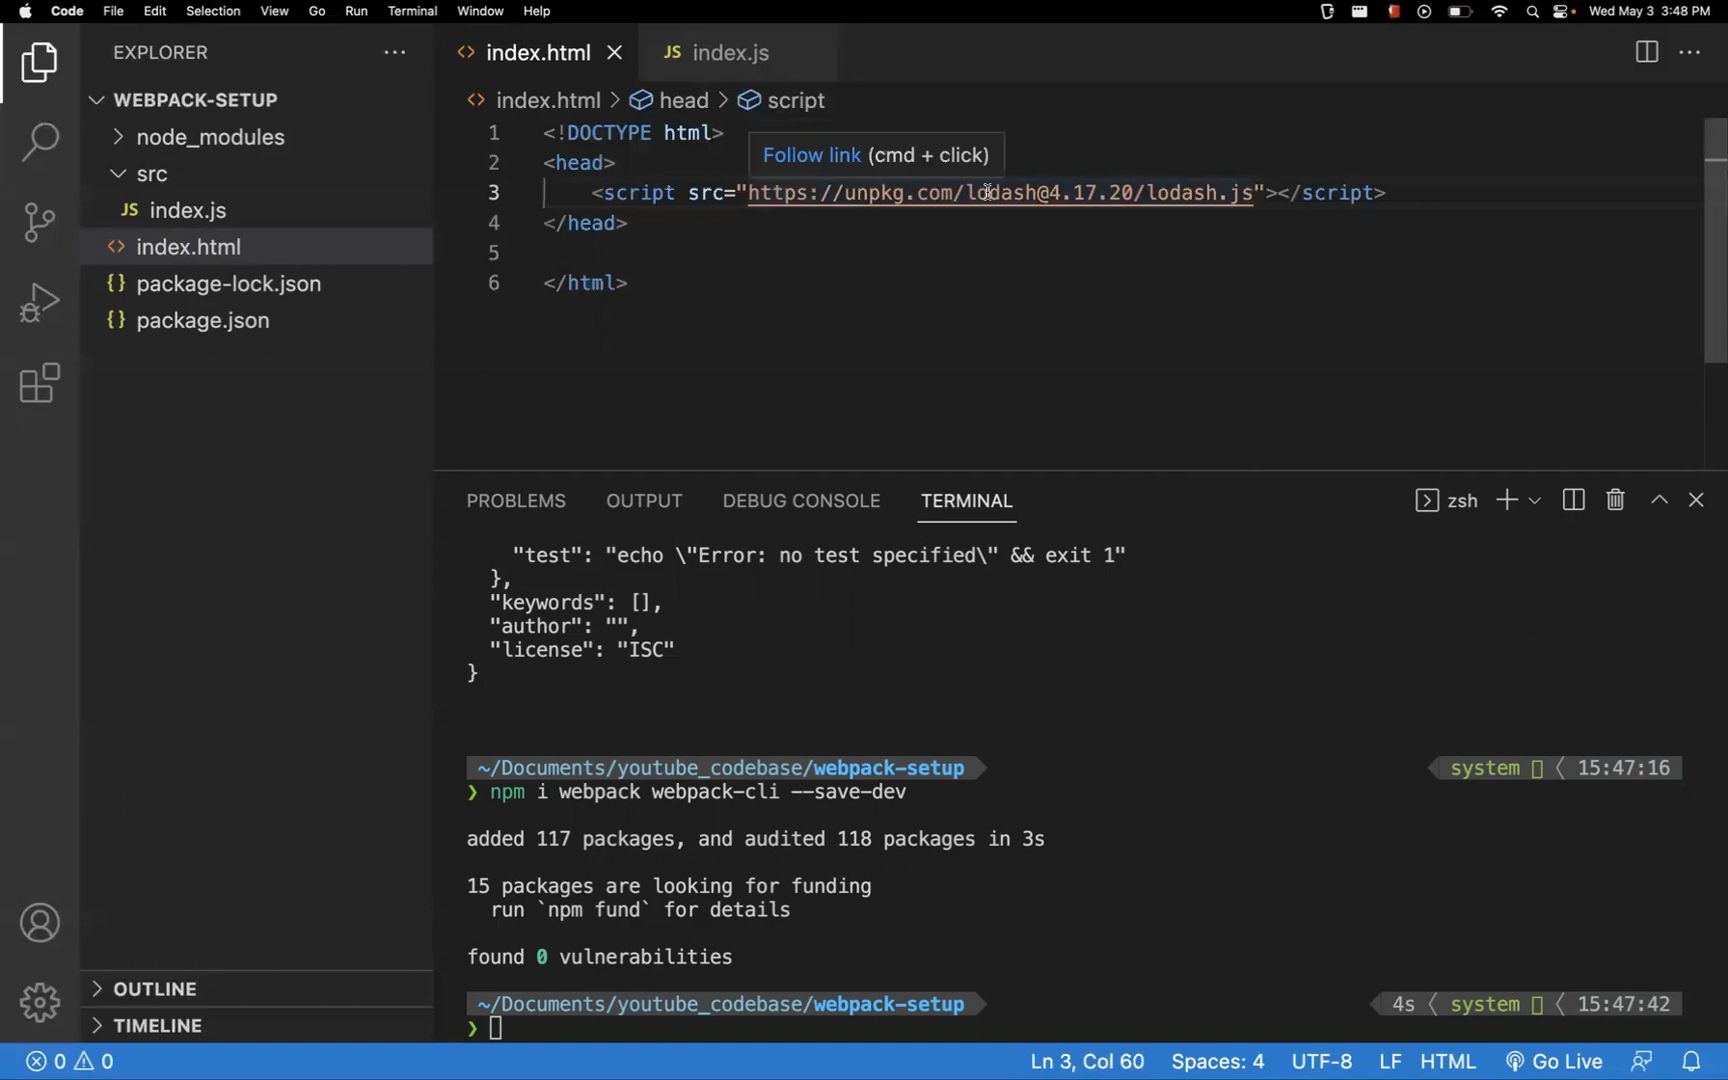 Code File Edit Selection View Go Run Terminal Window Help Wed May 3 3:48 PM
EXPLORER
WEBPACK-SETUP
node_modules
src
JS index.js
<> index.html
{} package-lock.json
{} package.json
OUTLINE
TIMELINE
<> index.html JS index.js
<> index.html > head > script
Follow link (cmd + click)
1 <!DOCTYPE html>
2 <head>
3 <script src="https://unpkg.com/lodash@4.17.20/lodash.js"></script>
4 </head>
5
6 </html>
PROBLEMS OUTPUT DEBUG CONSOLE TERMINAL zsh
"test": "echo \"Error: no test specified\" && exit 1"
},
"keywords": [],
"author": "",
"license": "ISC"
}
~/Documents/youtube_codebase/webpack-setup system 15:47:16
❯ npm i webpack webpack-cli --save-dev
added 117 packages, and audited 118 packages in 3s
15 packages are looking for funding
run `npm fund` for details
found 0 vulnerabilities
~/Documents/youtube_codebase/webpack-setup 4s system 15:47:42
❯
0 0 Ln 3, Col 60 Spaces: 4 UTF-8 LF HTML Go Live